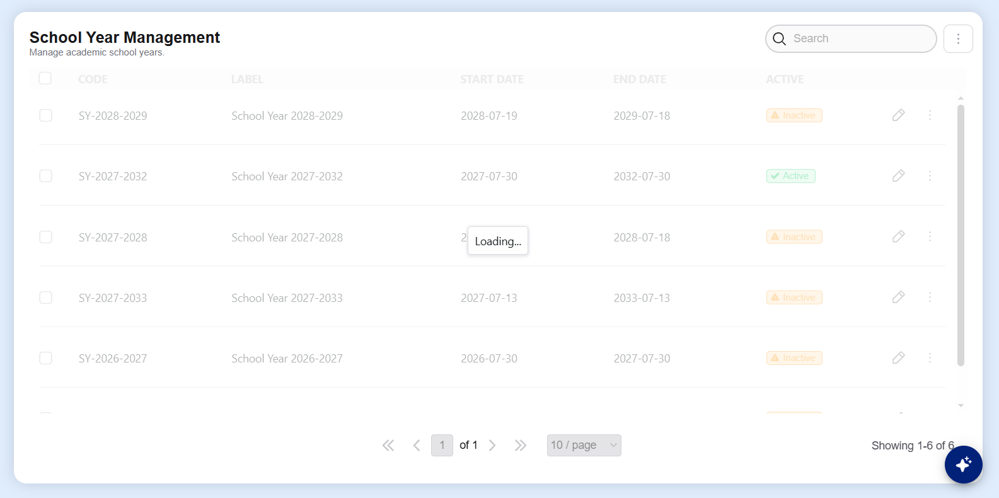 School Year Management
Manage academic school years.
Search
CODE LABEL START DATE END DATE ACTIVE
SY-2028-2029 School Year 2028-2029 2028-07-19 2029-07-18 Inactive
SY-2027-2032 School Year 2027-2032 2027-07-30 2032-07-30 Active
SY-2027-2028 School Year 2027-2028 2 2028-07-18 Inactive
Loading...
SY-2027-2033 School Year 2027-2033 2027-07-13 2033-07-13 Inactive
SY-2026-2027 School Year 2026-2027 2026-07-30 2027-07-30 Inactive
1 of 1 10 / page Showing 1-6 of 6